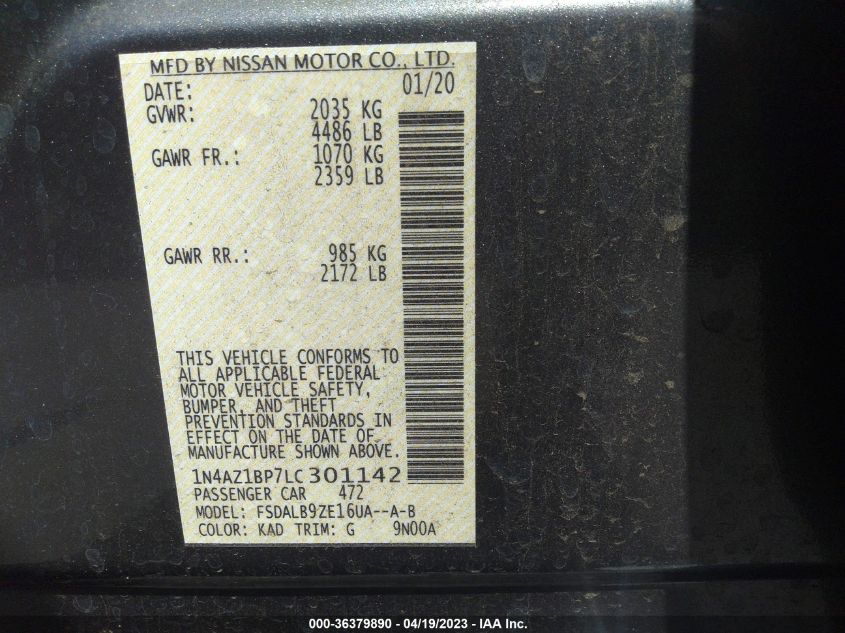 MFD BY NISSAN MOTOR CO., LTD.
DATE: 01/20
GVWR: 2035 KG
4486 LB
GAWR FR.: 1070 KG
2359 LB
GAWR RR.: 985 KG
2172 LB
THIS VEHICLE CONFORMS TO
ALL APPLICABLE FEDERAL
MOTOR VEHICLE SAFETY,
BUMPER, AND THEFT
PREVENTION STANDARDS IN
EFFECT ON THE DATE OF
MANUFACTURE SHOWN ABOVE.
1N4AZ1BP7LC301142
PASSENGER CAR 472
MODEL: FSDALB9ZE16UA--A-B
COLOR: KAD TRIM: G 9N00A
000-36379890 - 04/19/2023 - IAA Inc.